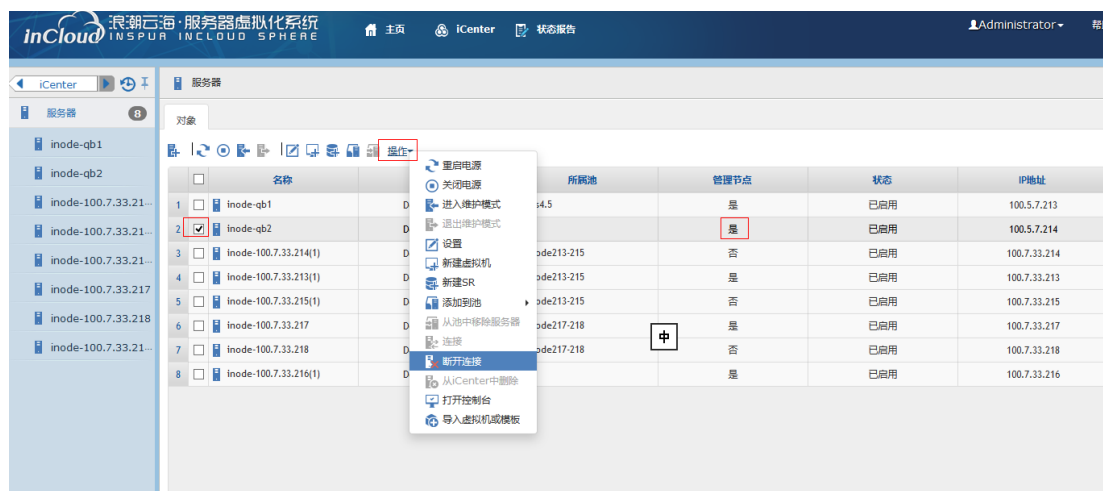 inCloud 浪潮云海·服务器虚拟化系统
INSPUR INCLOUD SPHERE
主页 iCenter 状态报告 Administrator 帮
iCenter
服务器 8
inode-qb1
inode-qb2
inode-100.7.33.21...
inode-100.7.33.21...
inode-100.7.33.21...
inode-100.7.33.217
inode-100.7.33.218
inode-100.7.33.21...
服务器
对象
操作
名称 所属池 管理节点 状态 IP地址
1 inode-qb1 D s4.5 是 已启用 100.5.7.213
2 inode-qb2 D 是 已启用 100.5.7.214
3 inode-100.7.33.214(1) D ode213-215 否 已启用 100.7.33.214
4 inode-100.7.33.213(1) D ode213-215 是 已启用 100.7.33.213
5 inode-100.7.33.215(1) D ode213-215 否 已启用 100.7.33.215
6 inode-100.7.33.217 D ode217-218 是 已启用 100.7.33.217
7 inode-100.7.33.218 D ode217-218 否 已启用 100.7.33.218
8 inode-100.7.33.216(1) D 是 已启用 100.7.33.216
重启电源
关闭电源
进入维护模式
退出维护模式
设置
新建虚拟机
新建SR
添加到池
从池中移除服务器
连接
断开连接
从iCenter中删除
打开控制台
导入虚拟机或模板
中